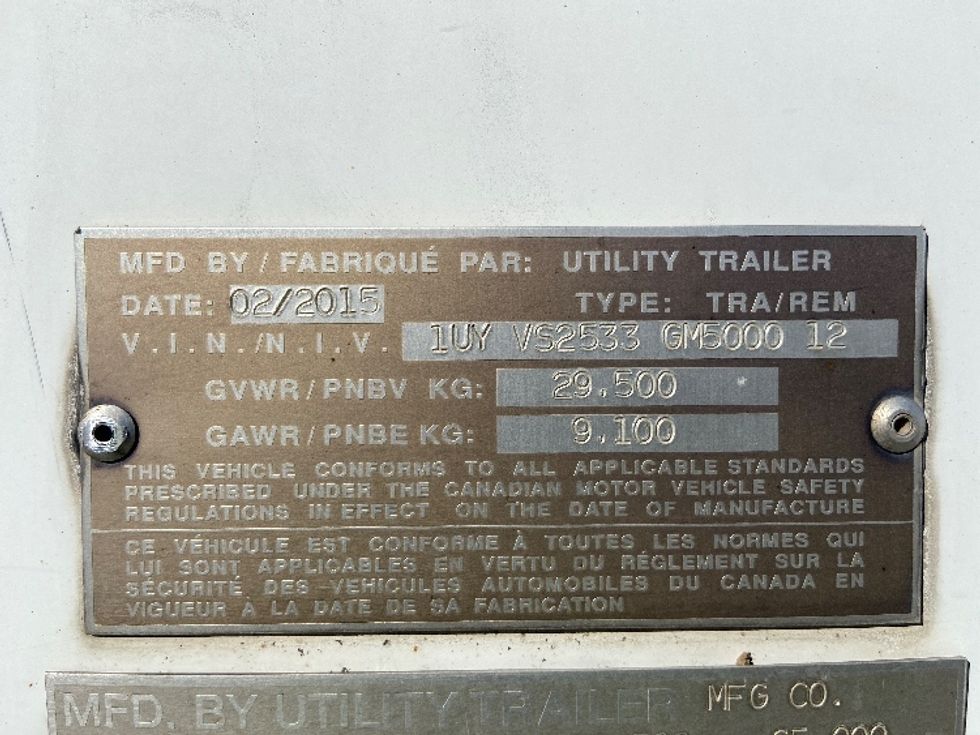 MFD BY / FABRIQUÉ PAR: UTILITY TRAILER
DATE: 02/2015 TYPE: TRA/REM
V.I.N./N.I.V. 1UY VS2533 GM5000 12
GVWR/PNBV KG: 29,500
GAWR/PNBE KG: 9,100
THIS VEHICLE CONFORMS TO ALL APPLICABLE STANDARDS
PRESCRIBED UNDER THE CANADIAN MOTOR VEHICLE SAFETY
REGULATIONS IN EFFECT ON THE DATE OF MANUFACTURE
CE VÉHICULE EST CONFORME À TOUTES LES NORMES QUI
LUI SONT APPLICABLES EN VERTU DU RÉGLEMENT SUR LA
SÉCURITÉ DES VÉHICULES AUTOMOBILES DU CANADA EN
VIGUEUR À LA DATE DE SA FABRICATION
MFD. BY UTILITY TRAILER MFG CO.